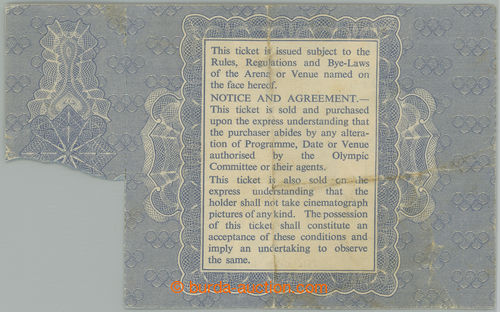 This ticket is issued subject to the
Rules, Regulations and Bye-Laws
of the Arena or Venue named on
the face hereof.
NOTICE AND AGREEMENT.—
This ticket is sold and purchased
upon the express understanding that
the purchaser abides by any altera-
tion of Programme, Date or Venue
authorised by the Olympic
Committee or their agents.
This ticket is also sold on the
express understanding that the
holder shall not take cinematograph
pictures of any kind. The possession
of this ticket shall constitute an
acceptance of these conditions and
imply an undertaking to observe
the same.
© burda-auction.com